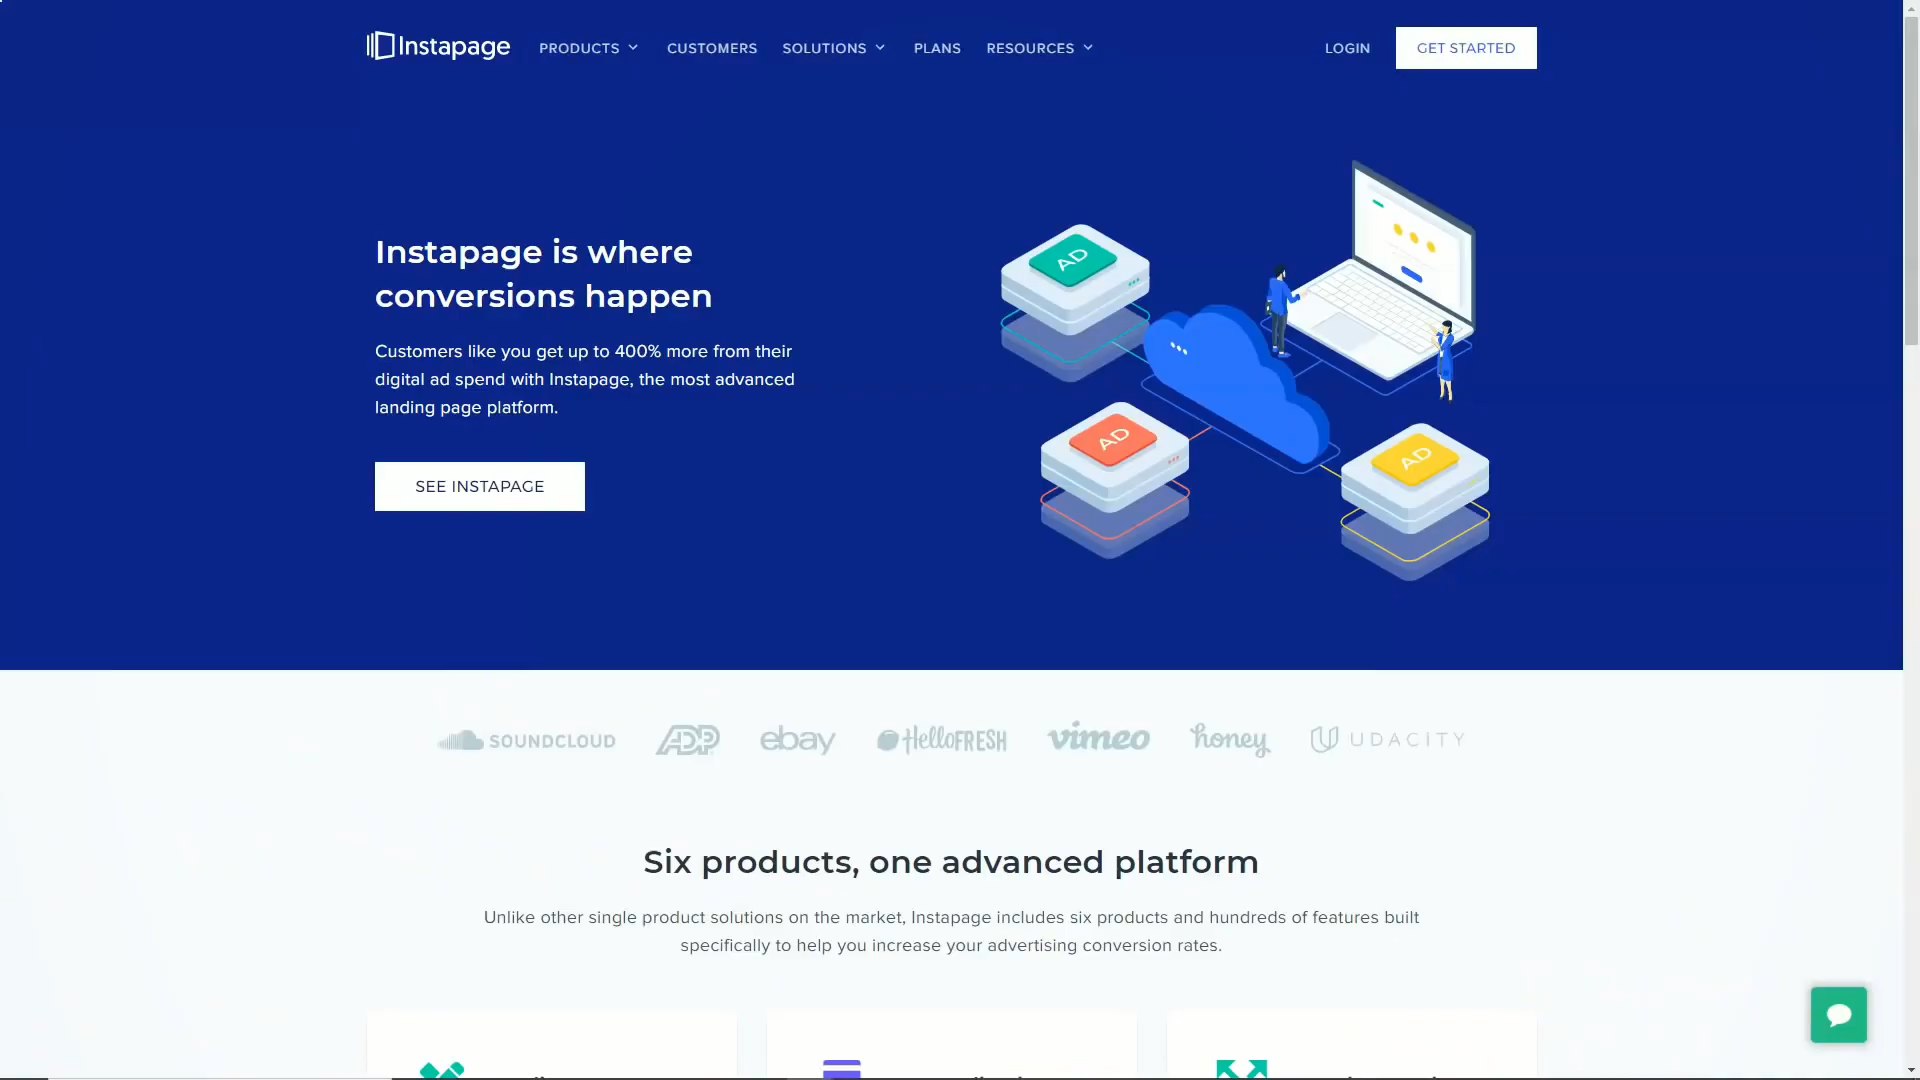 Instapage PRODUCTS CUSTOMERS SOLUTIONS PLANS RESOURCES LOGIN GET STARTED
Instapage is where
conversions happen
Customers like you get up to 400% more from their
digital ad spend with Instapage, the most advanced
landing page platform.
SEE INSTAPAGE
AD
AD
AD
SOUNDCLOUD ADP ebay HelloFRESH vimeo honey UDACITY
Six products, one advanced platform
Unlike other single product solutions on the market, Instapage includes six products and hundreds of features built
specifically to help you increase your advertising conversion rates.